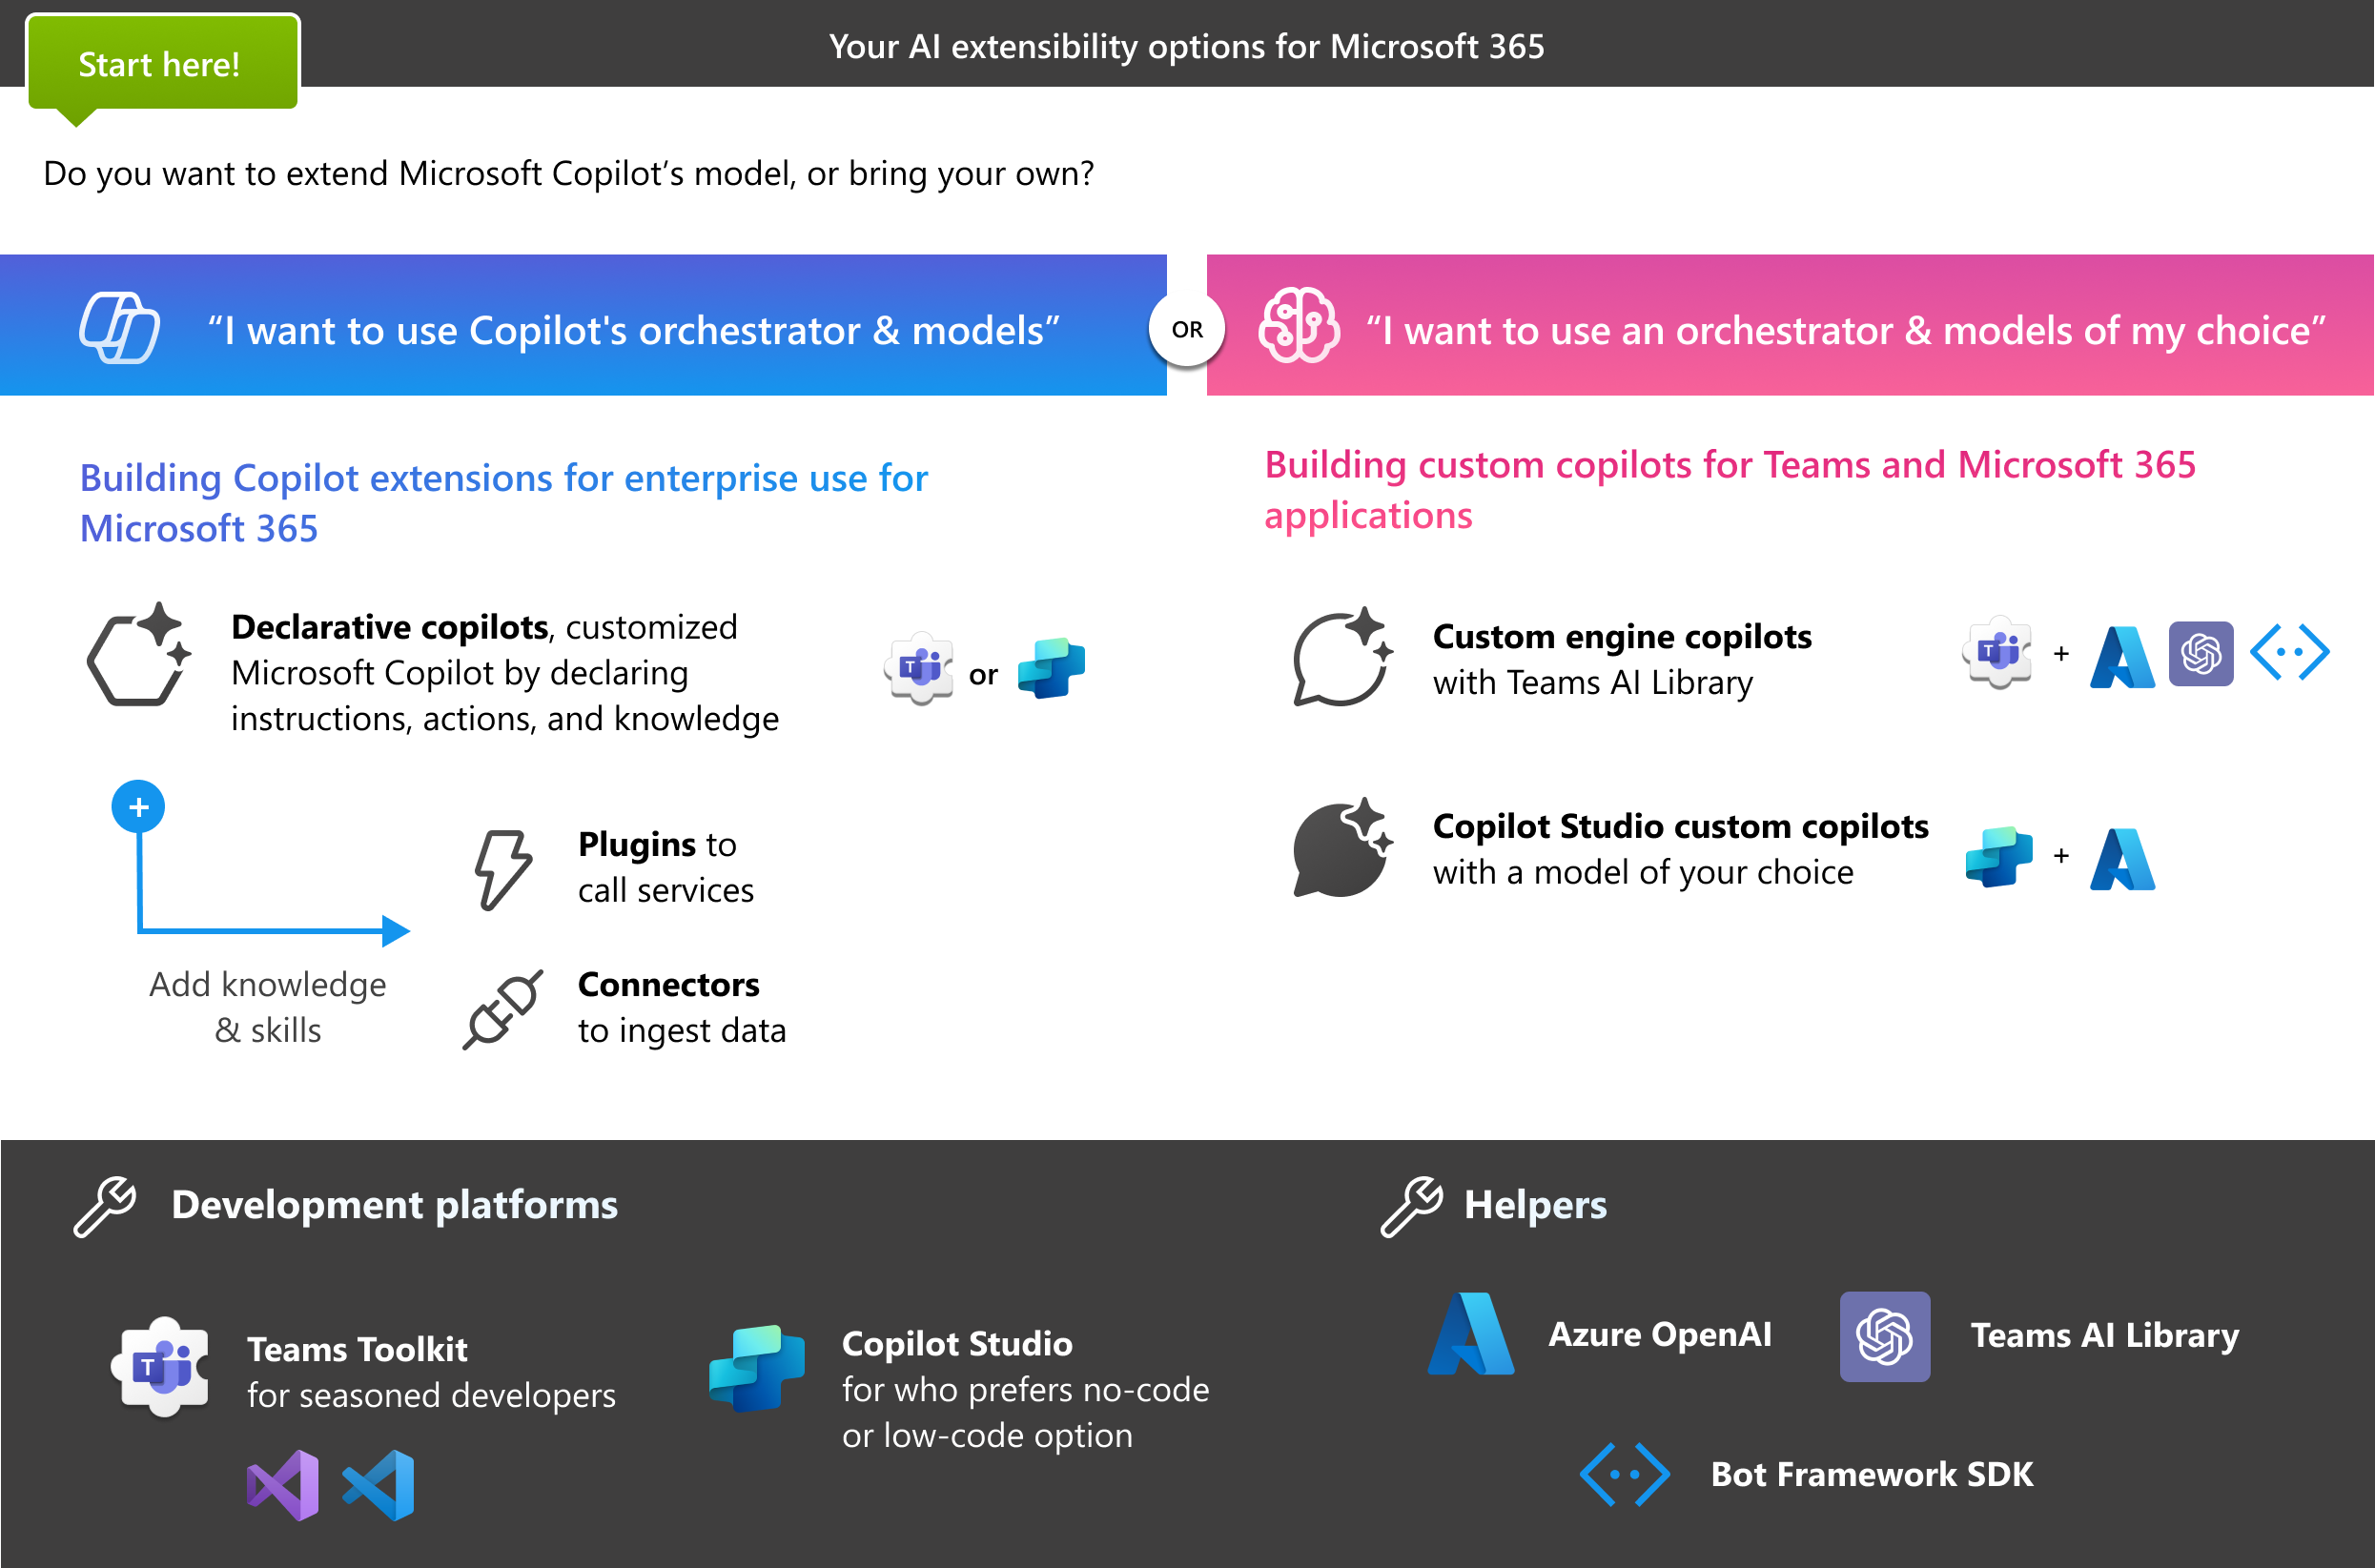 Start here!
Your AI extensibility options for Microsoft 365
Do you want to extend Microsoft Copilot’s model, or bring your own?
“I want to use Copilot's orchestrator & models”
OR
“I want to use an orchestrator & models of my choice”
Building Copilot extensions for enterprise use for
Microsoft 365
Declarative copilots, customized
Microsoft Copilot by declaring
instructions, actions, and knowledge
T
or
+
Add knowledge
& skills
Plugins to
call services
Connectors
to ingest data
Building custom copilots for Teams and Microsoft 365
applications
Custom engine copilots
with Teams AI Library
T
+
Copilot Studio custom copilots
with a model of your choice
+
Development platforms
T
Teams Toolkit
for seasoned developers
Copilot Studio
for who prefers no-code
or low-code option
Helpers
Azure OpenAI
Teams AI Library
Bot Framework SDK